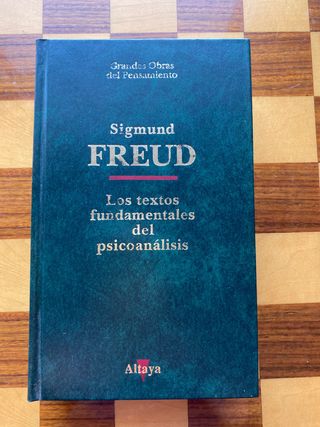 Grandes Obras
del Pensamiento
Sigmund
FREUD
Los textos
fundamentales
del
psicoanálisis
Altaya